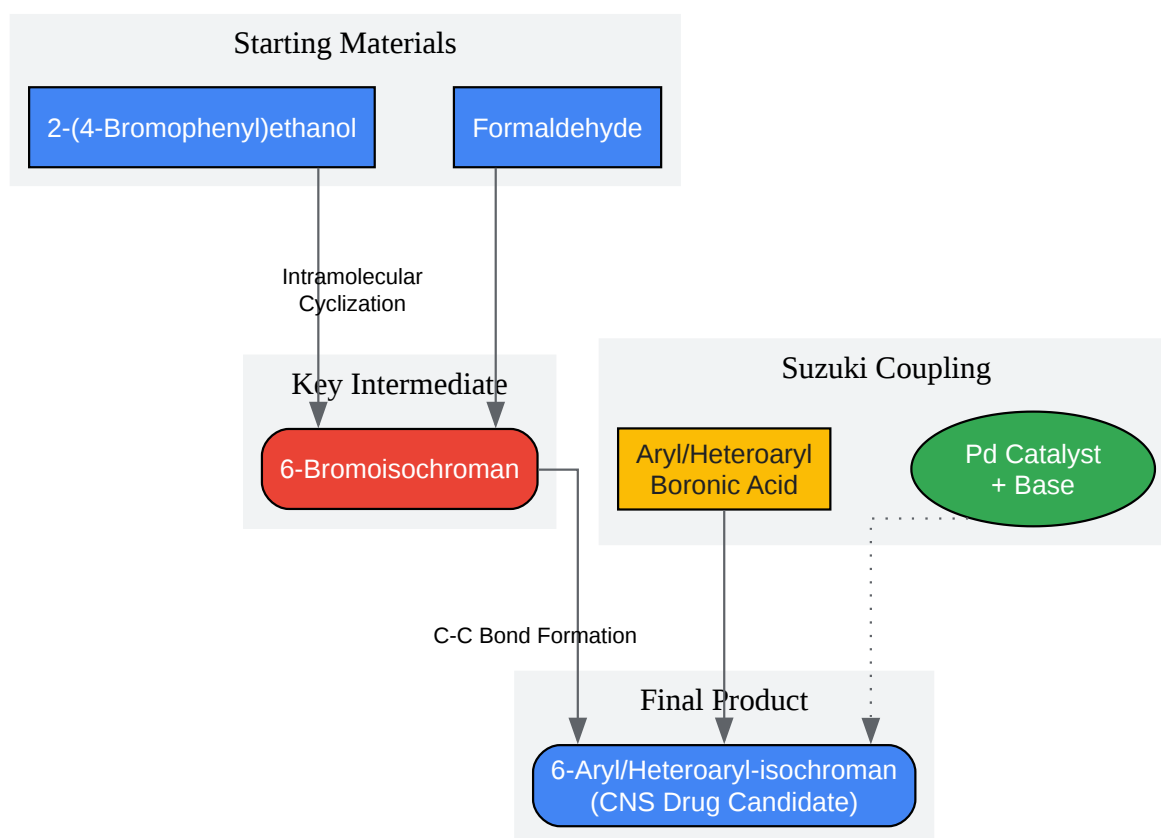 Starting Materials
2-(4-Bromophenyl)ethanol
Formaldehyde
Intramolecular
Cyclization
Key Intermediate
6-Bromoisochroman
Suzuki Coupling
Aryl/Heteroaryl
Boronic Acid
Pd Catalyst
+ Base
C-C Bond Formation
Final Product
6-Aryl/Heteroaryl-isochroman
(CNS Drug Candidate)